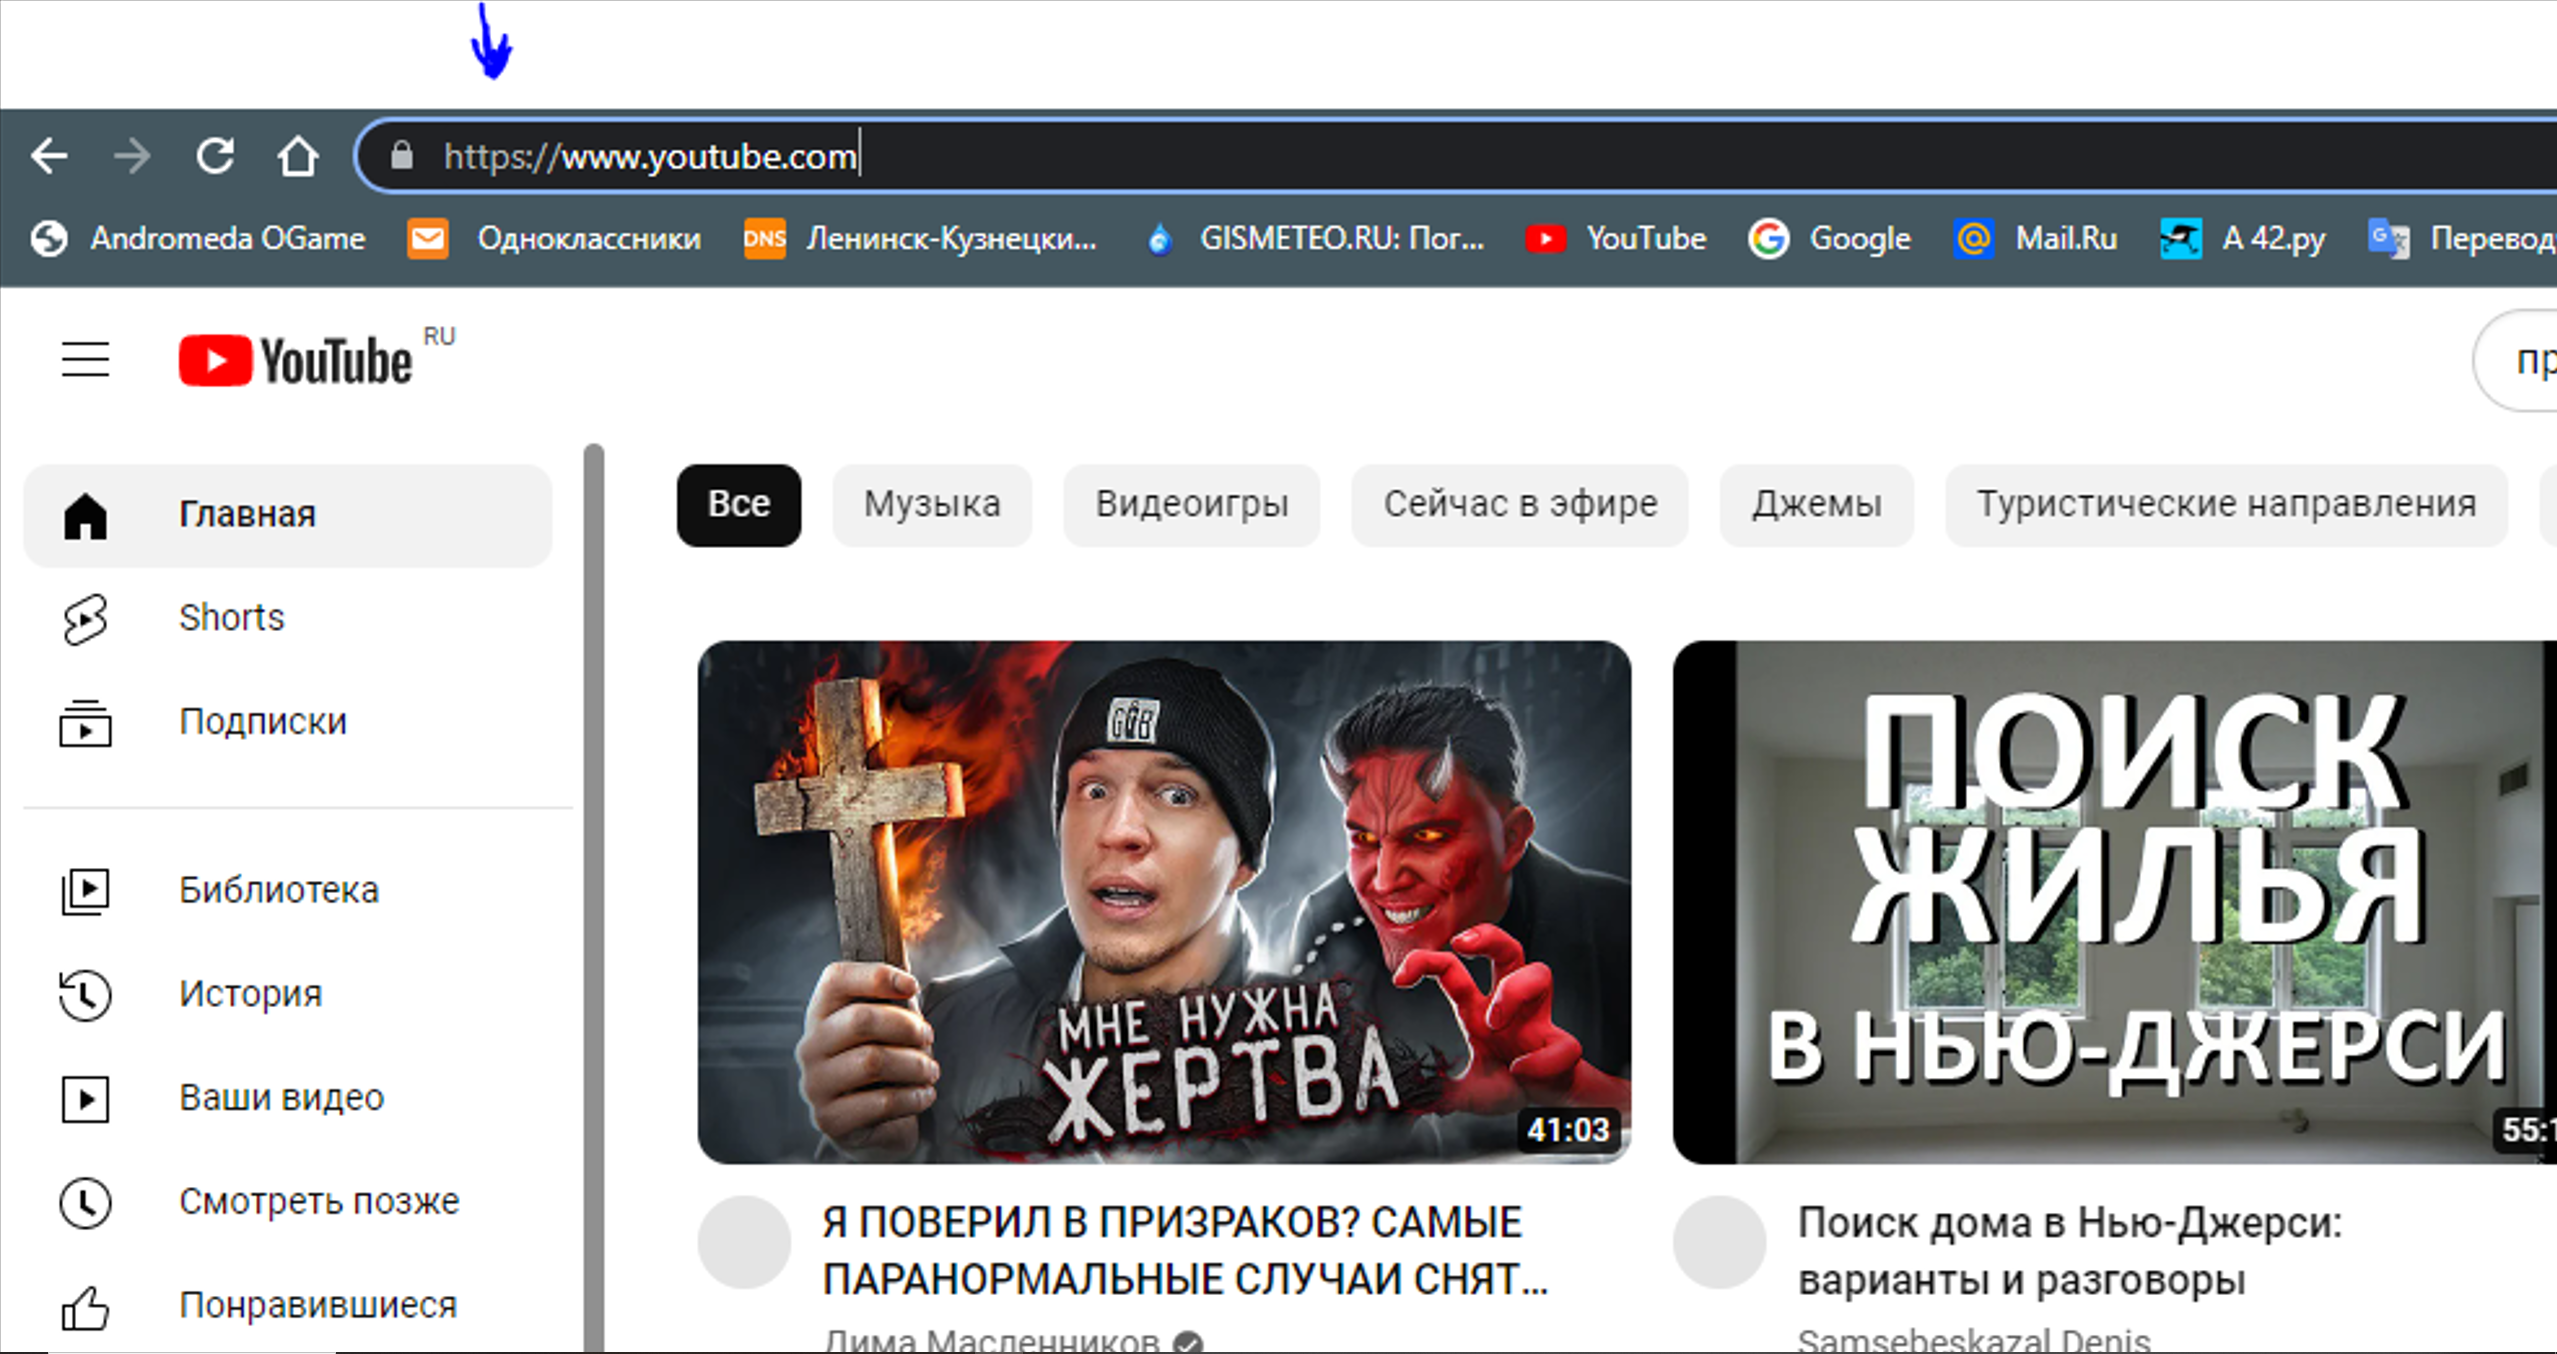 https://www.youtube.com
Andromeda OGame Одноклассники DNS Ленинск-Кузнецки... GISMETEO.RU: Пог... YouTube Google Mail.Ru А 42.ру Перевод
YouTube RU
пр
Все Музыка Видеоигры Сейчас в эфире Джемы Туристические направления
Главная
Shorts
Подписки
Библиотека
История
Ваши видео
Смотреть позже
Понравившиеся
МНЕ НУЖНА
ЖЕРТВА
41:03
Я ПОВЕРИЛ В ПРИЗРАКОВ? САМЫЕ
ПАРАНОРМАЛЬНЫЕ СЛУЧАИ СНЯТ...
Дима Масленников
ПОИСК
ЖИЛЬЯ
В НЬЮ-ДЖЕРСИ
Поиск дома в Нью-Джерси:
варианты и разговоры
Samsebeskazal Denis